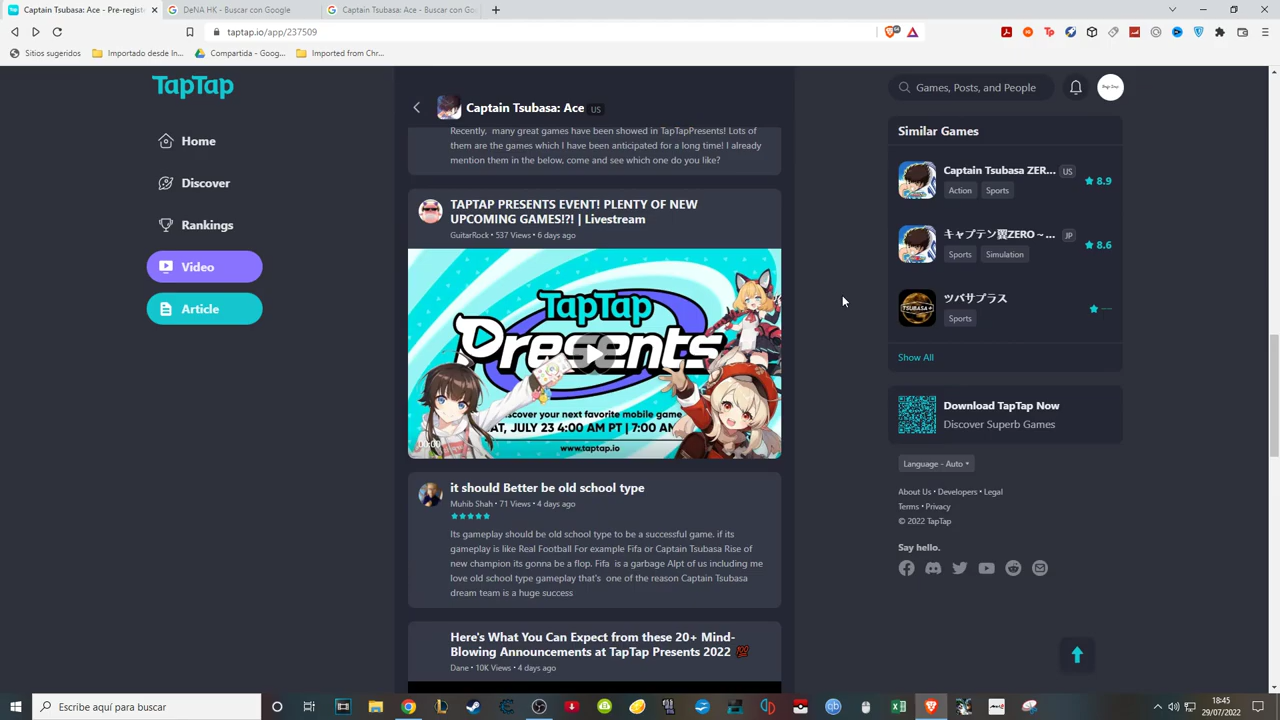 Captain Tsubasa: Ace - Pre-regist
DeNA HK - Buscar con Google
Captain Tsubasa: Ace - Buscar con Go
taptap.io/app/237509
Sitios sugeridos
Importado desde In...
Compartida - Goog...
Imported from Chr...
TapTap
Captain Tsubasa: Ace US
Games, Posts, and People
Home
Discover
Rankings
Video
Article
Recently, many great games have been showed in TapTapPresents! Lots of
them are the games which I have been anticipated for a long time! I already
mention them in the below, come and see which one do you like?
TAPTAP PRESENTS EVENT! PLENTY OF NEW
UPCOMING GAMES!?! | Livestream
GuitarRock • 537 Views • 6 days ago
TapTap
Presents
iscover your next favorite mobile game
AT, JULY 23 4:00 AM PT | 7:00 AM
00:00
www.taptap.io
it should Better be old school type
Muhib Shah • 71 Views • 4 days ago
Its gameplay should be old school type to be a successful game. if its
gameplay is like Real Football For example Fifa or Captain Tsubasa Rise of
new champion its gonna be a flop. Fifa is a garbage Alpt of us including me
love old school type gameplay that's one of the reason Captain Tsubasa
dream team is a huge success
Here's What You Can Expect from these 20+ Mind-
Blowing Announcements at TapTap Presents 2022 💯
Dane • 10K Views • 4 days ago
Similar Games
Captain Tsubasa ZER... US
8.9
Action Sports
キャプテン翼ZERO～... JP
8.6
Sports Simulation
ツバサプラス
TSUBASA+
Sports
Show All
Download TapTap Now
Discover Superb Games
Language - Auto
About Us • Developers • Legal
Terms • Privacy
© 2022 TapTap
Say hello.
Escribe aquí para buscar
18:45
29/07/2022